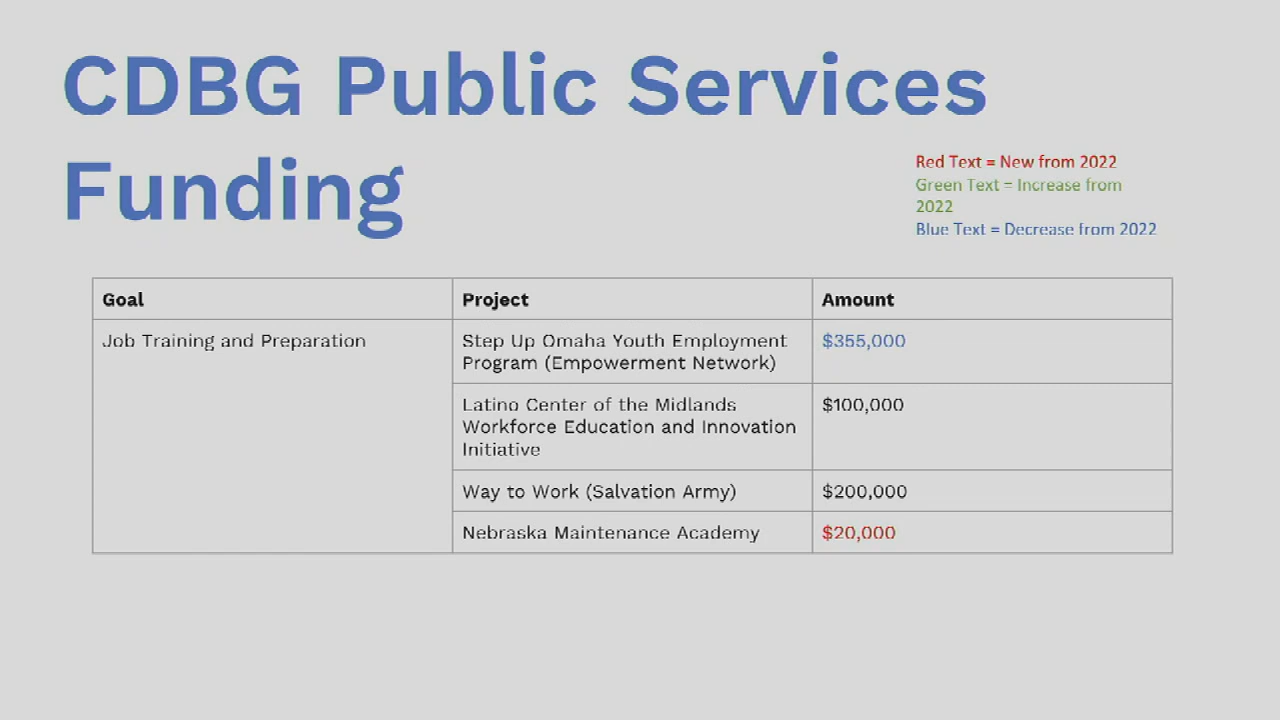 CDBG Public Services
Funding
Red Text = New from 2022
Green Text = Increase from
2022
Blue Text = Decrease from 2022
Goal
Project
Amount
Job Training and Preparation
Step Up Omaha Youth Employment
Program (Empowerment Network)
$355,000
Latino Center of the Midlands
Workforce Education and Innovation
Initiative
$100,000
Way to Work (Salvation Army)
$200,000
Nebraska Maintenance Academy
$20,000